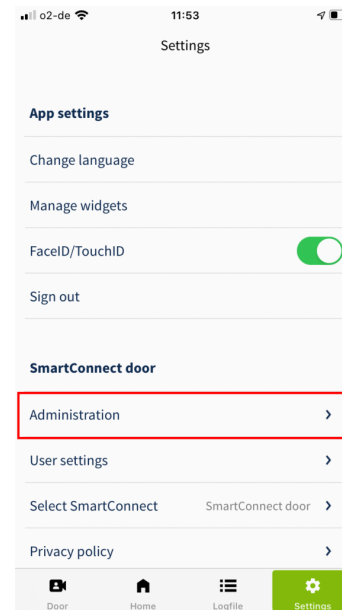 o2-de 11:53
Settings
App settings
Change language
Manage widgets
FaceID/TouchID
Sign out
SmartConnect door
Administration
User settings
Select SmartConnect SmartConnect door
Privacy policy
Door Home Logfile Settings